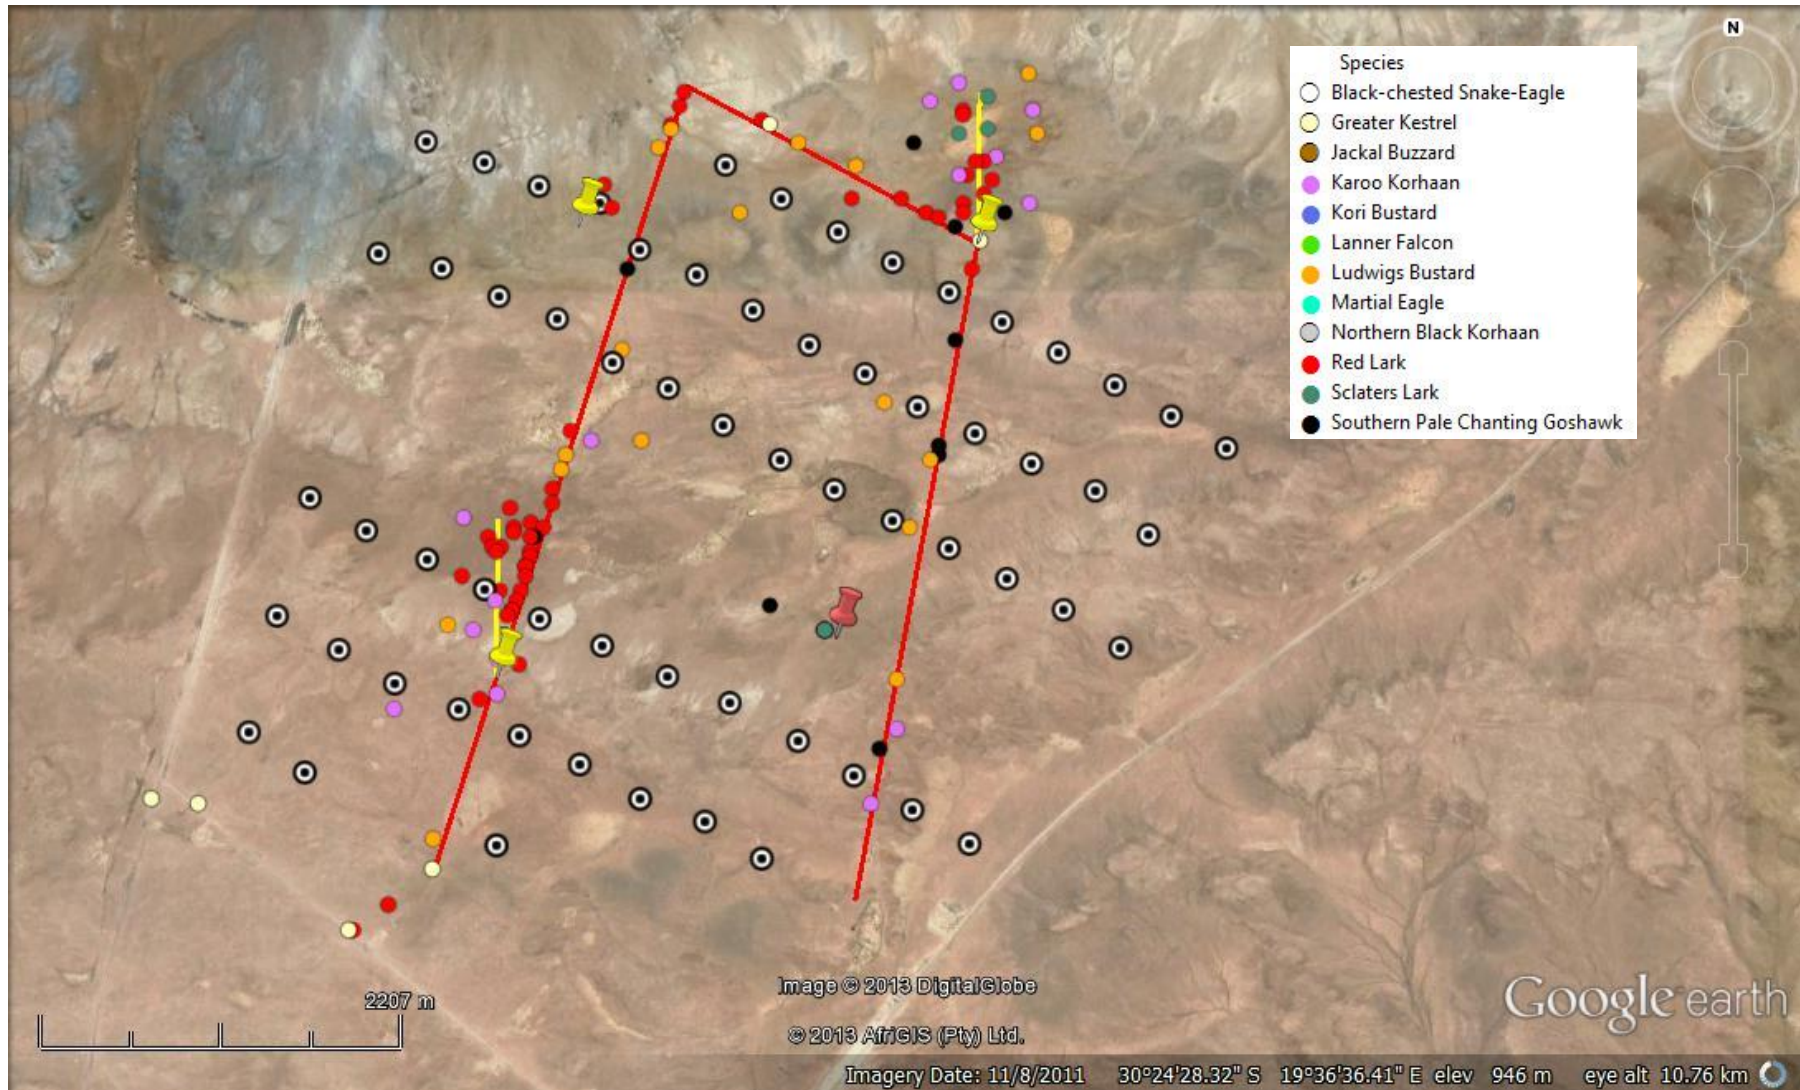 N
Species
Black-chested Snake-Eagle
Greater Kestrel
Jackal Buzzard
Karoo Korhaan
Kori Bustard
Lanner Falcon
Ludwigs Bustard
Martial Eagle
Northern Black Korhaan
Red Lark
Sclaters Lark
Southern Pale Chanting Goshawk
Image © 2013 DigitalGlobe
2207 m
Google earth
© 2013 AfriGIS (Pty) Ltd.
Imagery Date: 11/8/2011 30°24'28.32" S 19°36'36.41" E elev 946 m eye alt 10.76 km